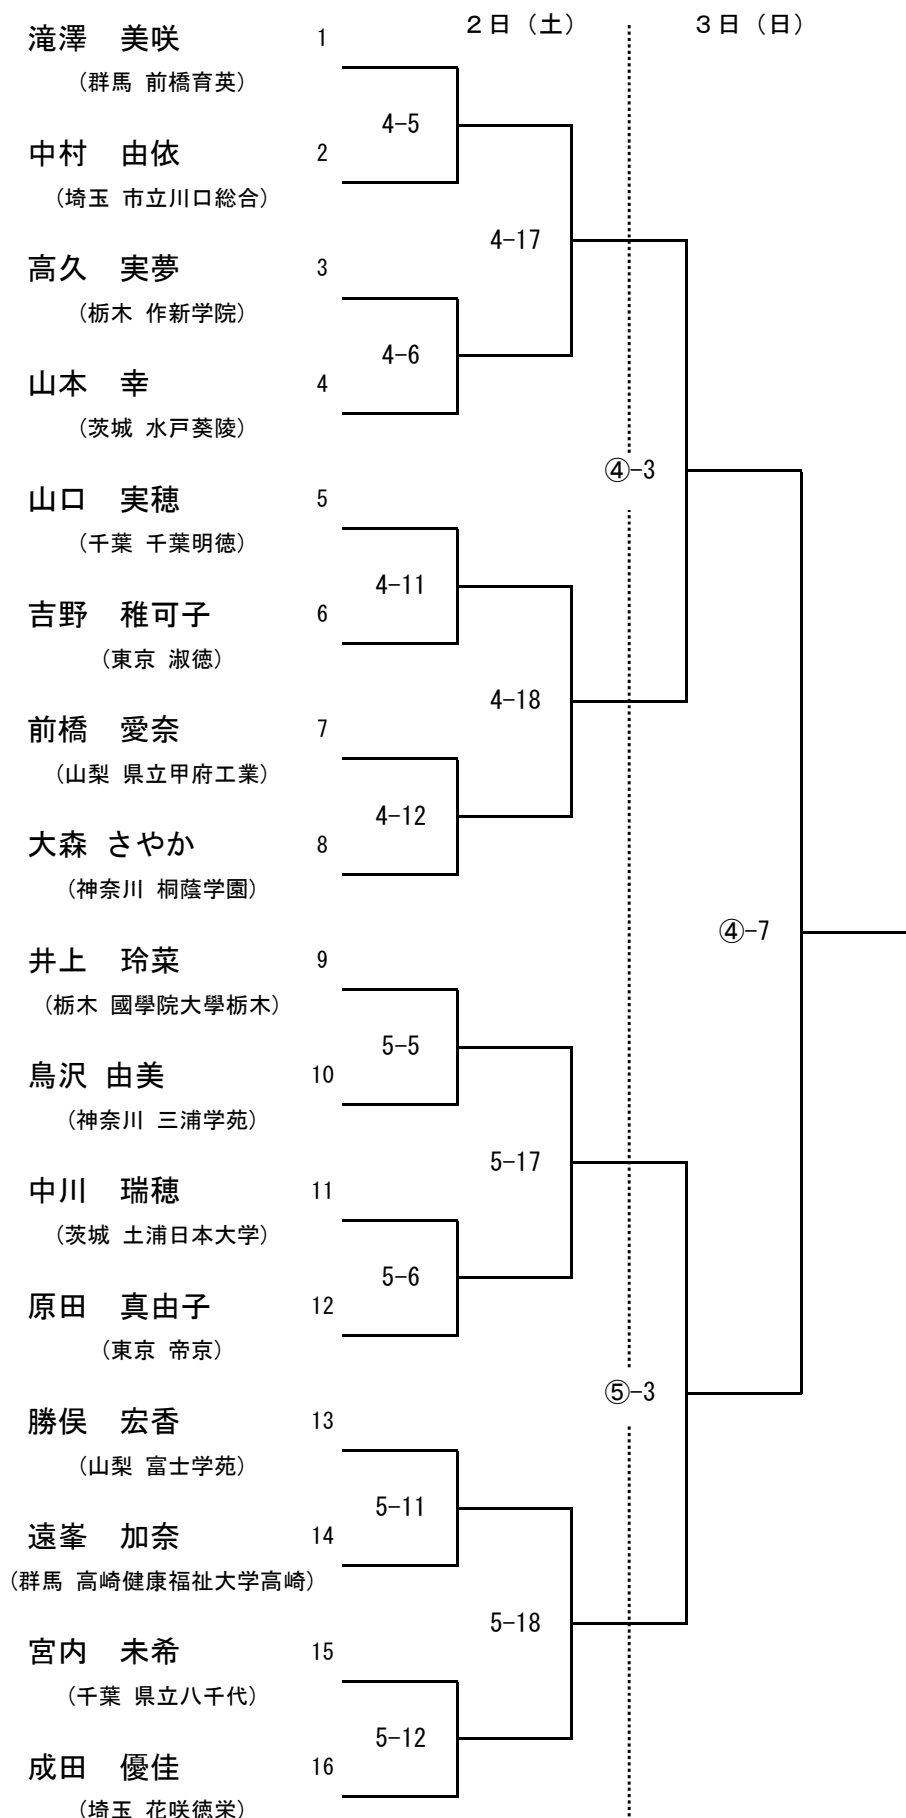 ２日（土） ３日（日）
滝澤　美咲 1
（群馬 前橋育英）
4-5
中村　由依 2
（埼玉 市立川口総合）
4-17
高久　実夢 3
（栃木 作新学院）
4-6
山本　幸 4
（茨城 水戸葵陵）
④-3
山口　実穂 5
（千葉 千葉明徳）
4-11
吉野　稚可子 6
（東京 淑徳）
4-18
前橋　愛奈 7
（山梨 県立甲府工業）
4-12
大森 さやか 8
（神奈川 桐蔭学園）
④-7
井上　玲菜 9
（栃木 國學院大學栃木）
5-5
鳥沢 由美 10
（神奈川 三浦学苑）
5-17
中川　瑞穂 11
（茨城 土浦日本大学）
5-6
原田　真由子 12
（東京 帝京）
⑤-3
勝俣　宏香 13
（山梨 富士学苑）
5-11
遠峯　加奈 14
（群馬 高崎健康福祉大学高崎）
5-18
宮内　未希 15
（千葉 県立八千代）
5-12
成田　優佳 16
（埼玉 花咲徳栄）